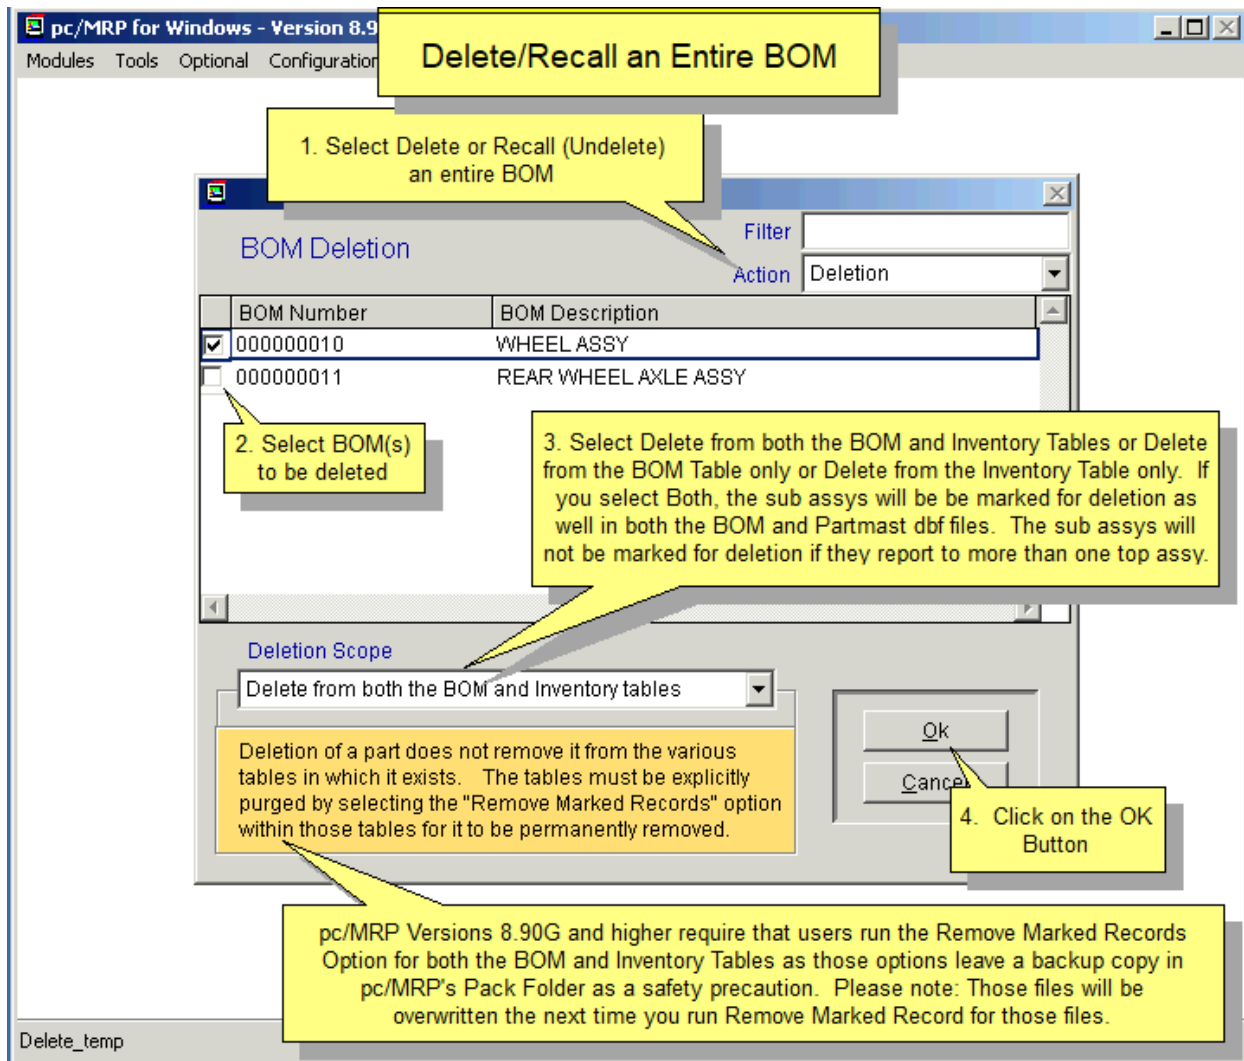 pc/MRP for Windows - Version 8.9
Delete/Recall an Entire BOM
Modules Tools Optional Configuration
1. Select Delete or Recall (Undelete)
an entire BOM
Filter
BOM Deletion
Action Deletion
BOM Number BOM Description
000000010 WHEEL ASSY
000000011 REAR WHEEL AXLE ASSY
2. Select BOM(s)
to be deleted
3. Select Delete from both the BOM and Inventory Tables or Delete
from the BOM Table only or Delete from the Inventory Table only. If
you select Both, the sub assys will be be marked for deletion as
well in both the BOM and Partmast dbf files. The sub assys will
not be marked for deletion if they report to more than one top assy.
Deletion Scope
Delete from both the BOM and Inventory tables
Deletion of a part does not remove it from the various
tables in which it exists. The tables must be explicitly
purged by selecting the "Remove Marked Records" option
within those tables for it to be permanently removed.
Ok
Cancel
4. Click on the OK
Button
pc/MRP Versions 8.90G and higher require that users run the Remove Marked Records
Option for both the BOM and Inventory Tables as those options leave a backup copy in
pc/MRP's Pack Folder as a safety precaution. Please note: Those files will be
overwritten the next time you run Remove Marked Record for those files.
Delete_temp